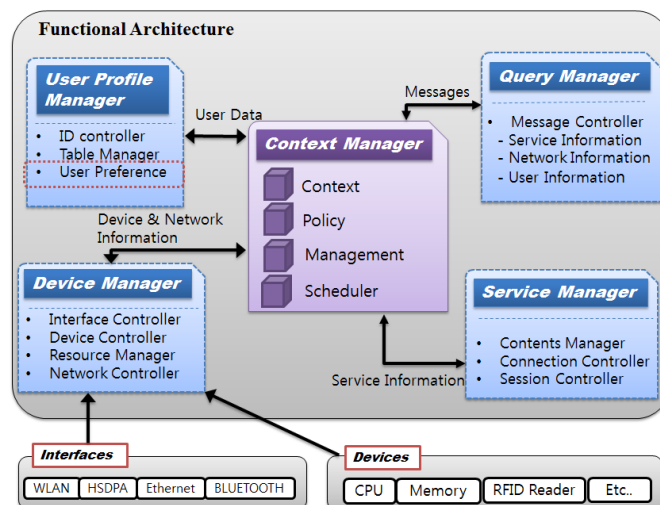 Functional Architecture
User Profile
Manager
• ID controller
• Table Manager
• User Preference
User Data
Messages
Query Manager
• Message Controller
- Service Information
- Network Information
- User Information
Context Manager
Context
Policy
Management
Scheduler
Device & Network
Information
Device Manager
• Interface Controller
• Device Controller
• Resource Manager
• Network Controller
Service Manager
• Contents Manager
• Connection Controller
• Session Controller
Service Information
Interfaces
WLAN HSDPA Ethernet BLUETOOTH
Devices
CPU Memory RFID Reader Etc..